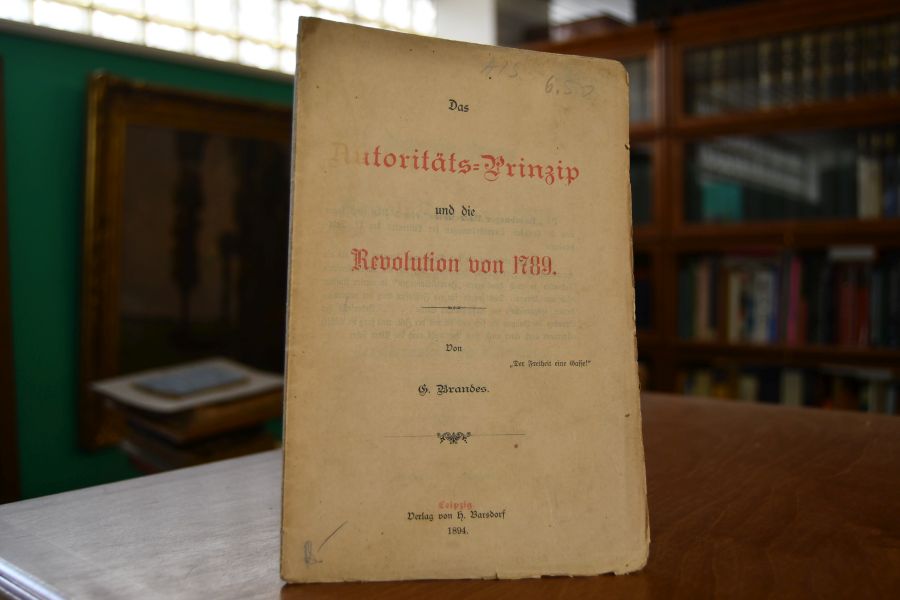 A15.
6.50
Das
Autoritäts=Prinzip
und die
Revolution von 1789.
Von
„Der Freiheit eine Gasse!"
G. Brandes.
Leipzig
Verlag von H. Barsdorf
1894.